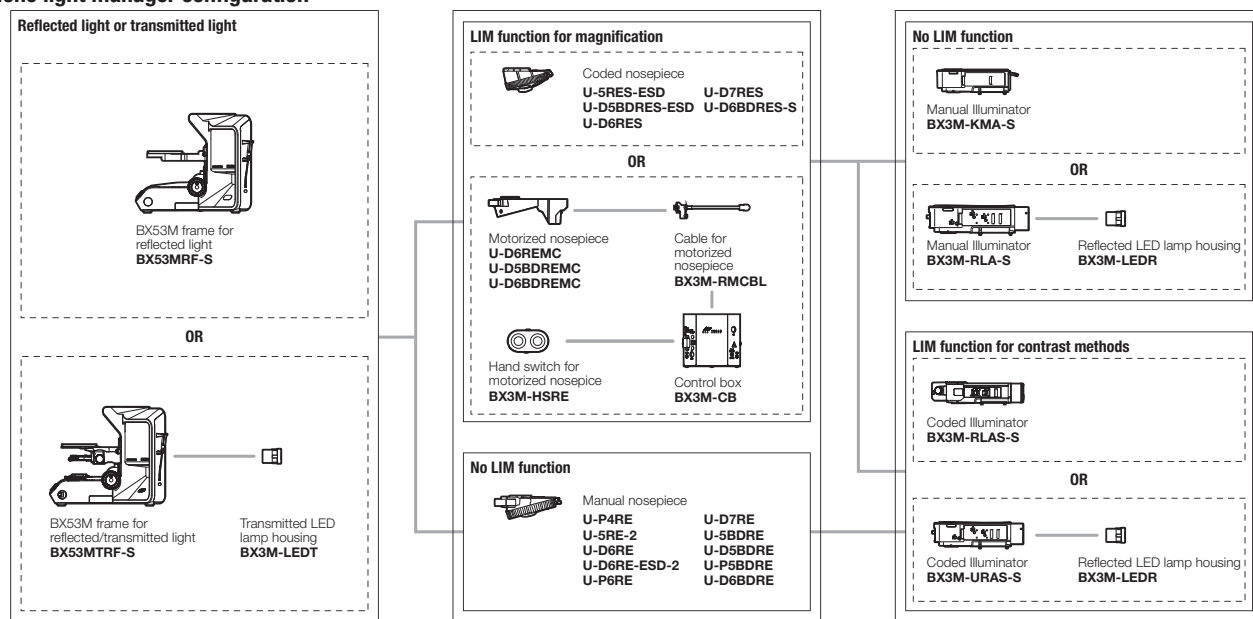 light manager configuration
Reflected light or transmitted light
BX53M frame for
reflected light
BX53MRF-S
OR
BX53M frame for
reflected/transmitted light
BX53MTRF-S
Transmitted LED
lamp housing
BX3M-LEDT
LIM function for magnification
Coded nosepiece
U-5RES-ESD U-D7RES
U-D5BDRES-ESD U-D6BDRES-S
U-D6RES
OR
Motorized nosepiece
U-D6REMC
U-D5BDREMC
U-D6BDREMC
Cable for
motorized
nosepiece
BX3M-RMCBL
Hand switch for
motorized nosepice
BX3M-HSRE
Control box
BX3M-CB
No LIM function
Manual nosepiece
U-P4RE U-D7RE
U-5RE-2 U-5BDRE
U-D6RE U-D5BDRE
U-D6RE-ESD-2 U-P5BDRE
U-P6RE U-D6BDRE
No LIM function
Manual Illuminator
BX3M-KMA-S
OR
Manual Illuminator
BX3M-RLA-S
Reflected LED lamp housing
BX3M-LEDR
LIM function for contrast methods
Coded Illuminator
BX3M-RLAS-S
OR
Coded Illuminator
BX3M-URAS-S
Reflected LED lamp housing
BX3M-LEDR